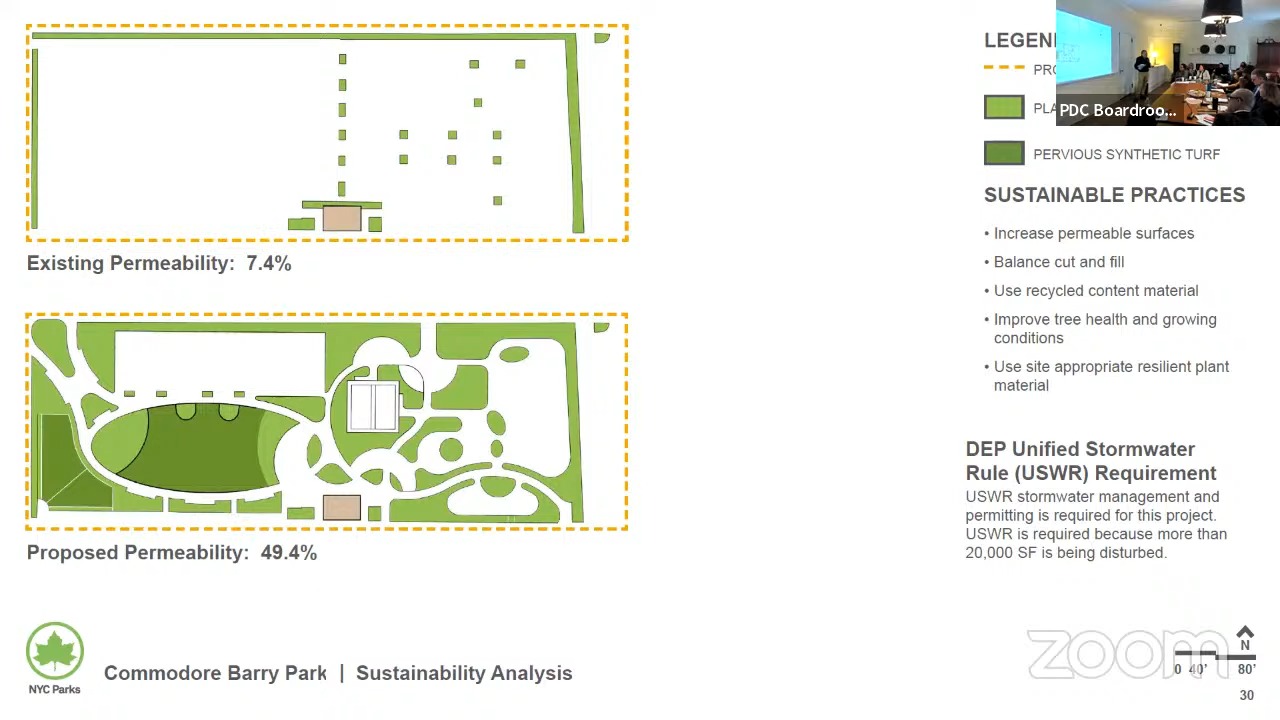 LEGEN
PRO
PLA
PDC Boardroo...
PERVIOUS SYNTHETIC TURF
SUSTAINABLE PRACTICES
• Increase permeable surfaces
• Balance cut and fill
• Use recycled content material
• Improve tree health and growing
conditions
• Use site appropriate resilient plant
material
Existing Permeability: 7.4%
DEP Unified Stormwater
Rule (USWR) Requirement
USWR stormwater management and
permitting is required for this project.
USWR is required because more than
20,000 SF is being disturbed.
Proposed Permeability: 49.4%
NYC Parks
Commodore Barry Park | Sustainability Analysis
zoom
N
0 40' 80'
30